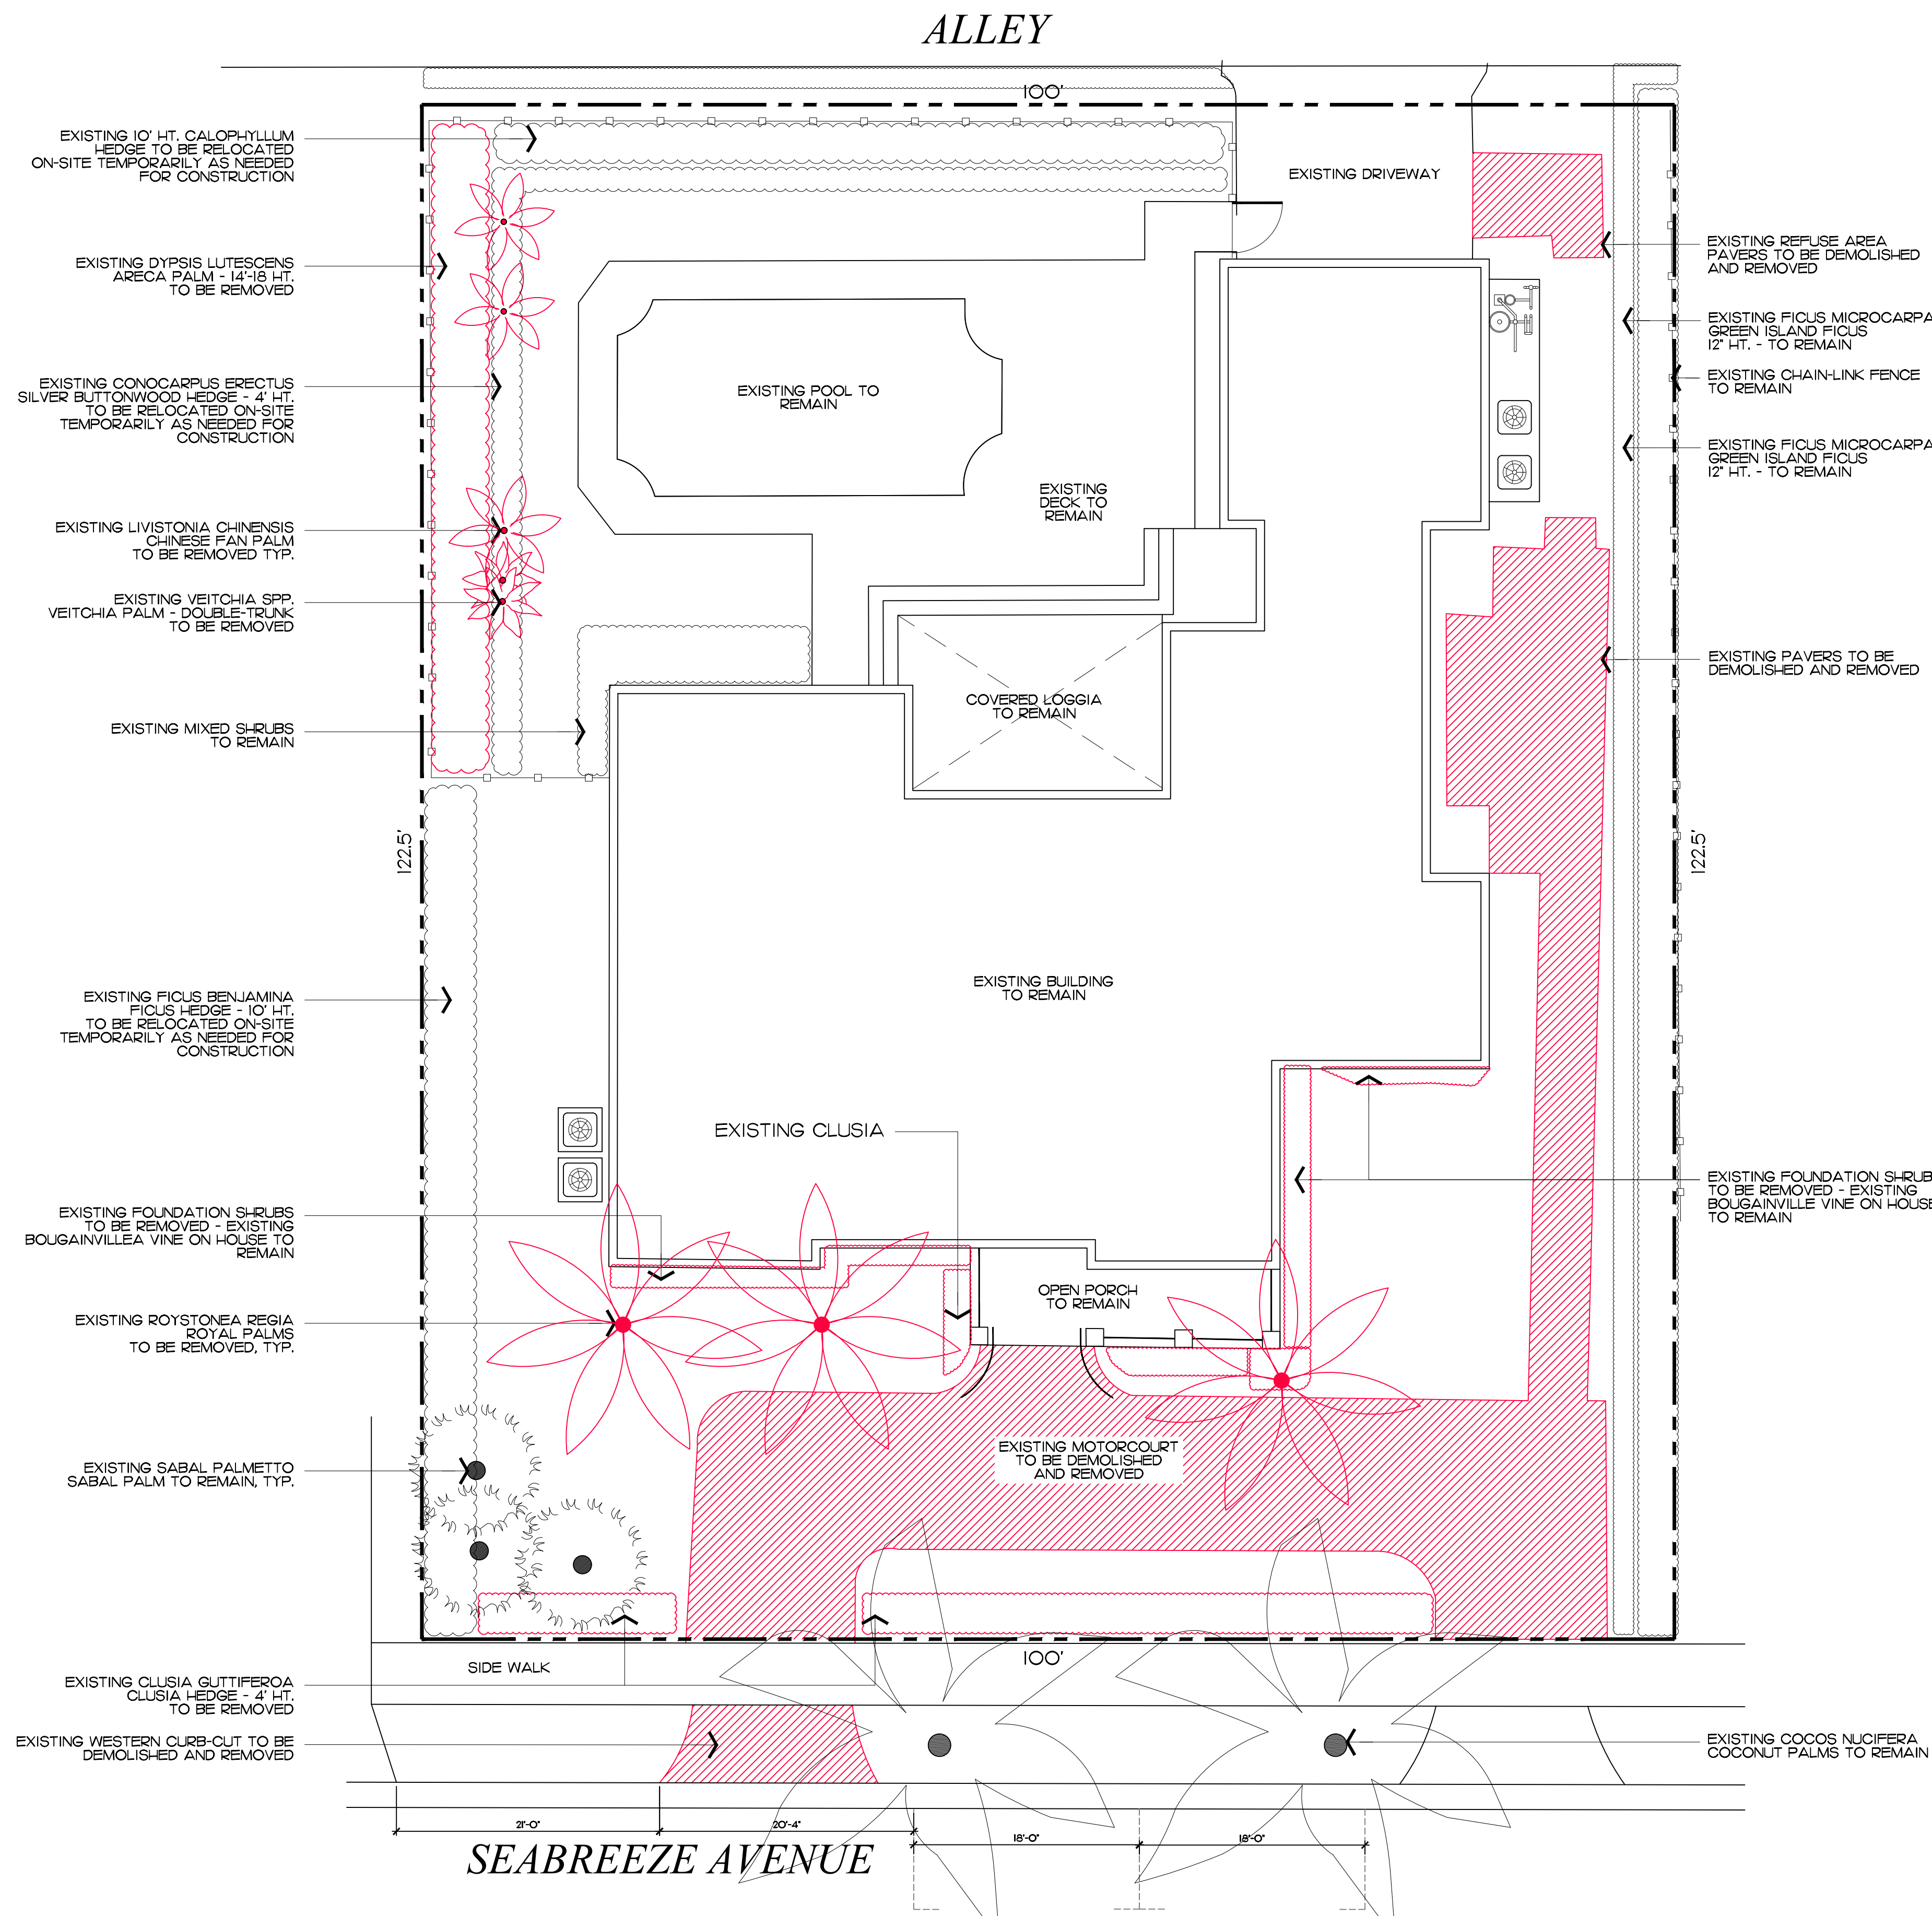 ALLEY
100'
EXISTING 10' HT. CALOPHYLLUM
HEDGE TO BE RELOCATED
ON-SITE TEMPORARILY AS NEEDED
FOR CONSTRUCTION
EXISTING DYPSIS LUTESCENS
ARECA PALM - 14'-18 HT.
TO BE REMOVED
EXISTING CONOCARPUS ERECTUS
SILVER BUTTONWOOD HEDGE - 4' HT.
TO BE RELOCATED ON-SITE
TEMPORARILY AS NEEDED FOR
CONSTRUCTION
EXISTING LIVISTONIA CHINENSIS
CHINESE FAN PALM
TO BE REMOVED TYP.
EXISTING VEITCHIA SPP.
VEITCHIA PALM - DOUBLE-TRUNK
TO BE REMOVED
EXISTING MIXED SHRUBS
TO REMAIN
122.5'
EXISTING FICUS BENJAMINA
FICUS HEDGE - 10' HT.
TO BE RELOCATED ON-SITE
TEMPORARILY AS NEEDED FOR
CONSTRUCTION
EXISTING FOUNDATION SHRUBS
TO BE REMOVED - EXISTING
BOUGAINVILLEA VINE ON HOUSE TO
REMAIN
EXISTING ROYSTONEA REGIA
ROYAL PALMS
TO BE REMOVED, TYP.
EXISTING SABAL PALMETTO
SABAL PALM TO REMAIN, TYP.
EXISTING CLUSIA GUTTIFEROA
CLUSIA HEDGE - 4' HT.
TO BE REMOVED
EXISTING WESTERN CURB-CUT TO BE
DEMOLISHED AND REMOVED
EXISTING DRIVEWAY
EXISTING POOL TO
REMAIN
EXISTING
DECK TO
REMAIN
COVERED LOGGIA
TO REMAIN
EXISTING BUILDING
TO REMAIN
EXISTING CLUSIA
OPEN PORCH
TO REMAIN
EXISTING MOTORCOURT
TO BE DEMOLISHED
AND REMOVED
SIDE WALK
100'
EXISTING REFUSE AREA
PAVERS TO BE DEMOLISHED
AND REMOVED
EXISTING FICUS MICROCARPA
GREEN ISLAND FICUS
12" HT. - TO REMAIN
EXISTING CHAIN-LINK FENCE
TO REMAIN
EXISTING FICUS MICROCARPA
GREEN ISLAND FICUS
12" HT. - TO REMAIN
EXISTING PAVERS TO BE
DEMOLISHED AND REMOVED
122.5'
EXISTING FOUNDATION SHRUB
TO BE REMOVED - EXISTING
BOUGAINVILLE VINE ON HOUSE
TO REMAIN
EXISTING COCOS NUCIFERA
COCONUT PALMS TO REMAIN
21'-0"
20'-4"
18'-0"
18'-0"
SEABREEZE AVENUE